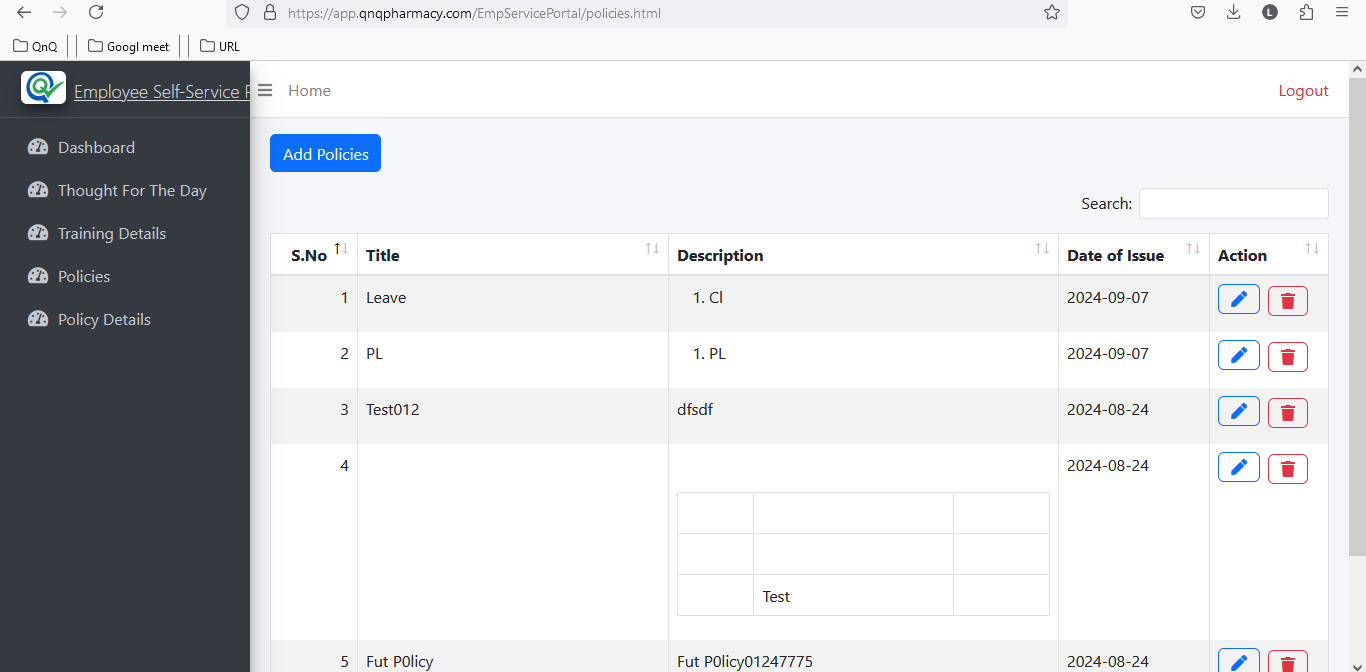 https://app.qnqpharmacy.com/EmpServicePortal/policies.html
L
QnQ
Googl meet
URL
Employee Self-Service P
Home
Logout
Dashboard
Thought For The Day
Training Details
Policies
Policy Details
Add Policies
Search:
S.No Title Description Date of Issue Action
1 Leave 1. Cl 2024-09-07
2 PL 1. PL 2024-09-07
3 Test012 dfsdf 2024-08-24
4 2024-08-24
Test
5 Fut P0licy Fut P0licy01247775 2024-08-24